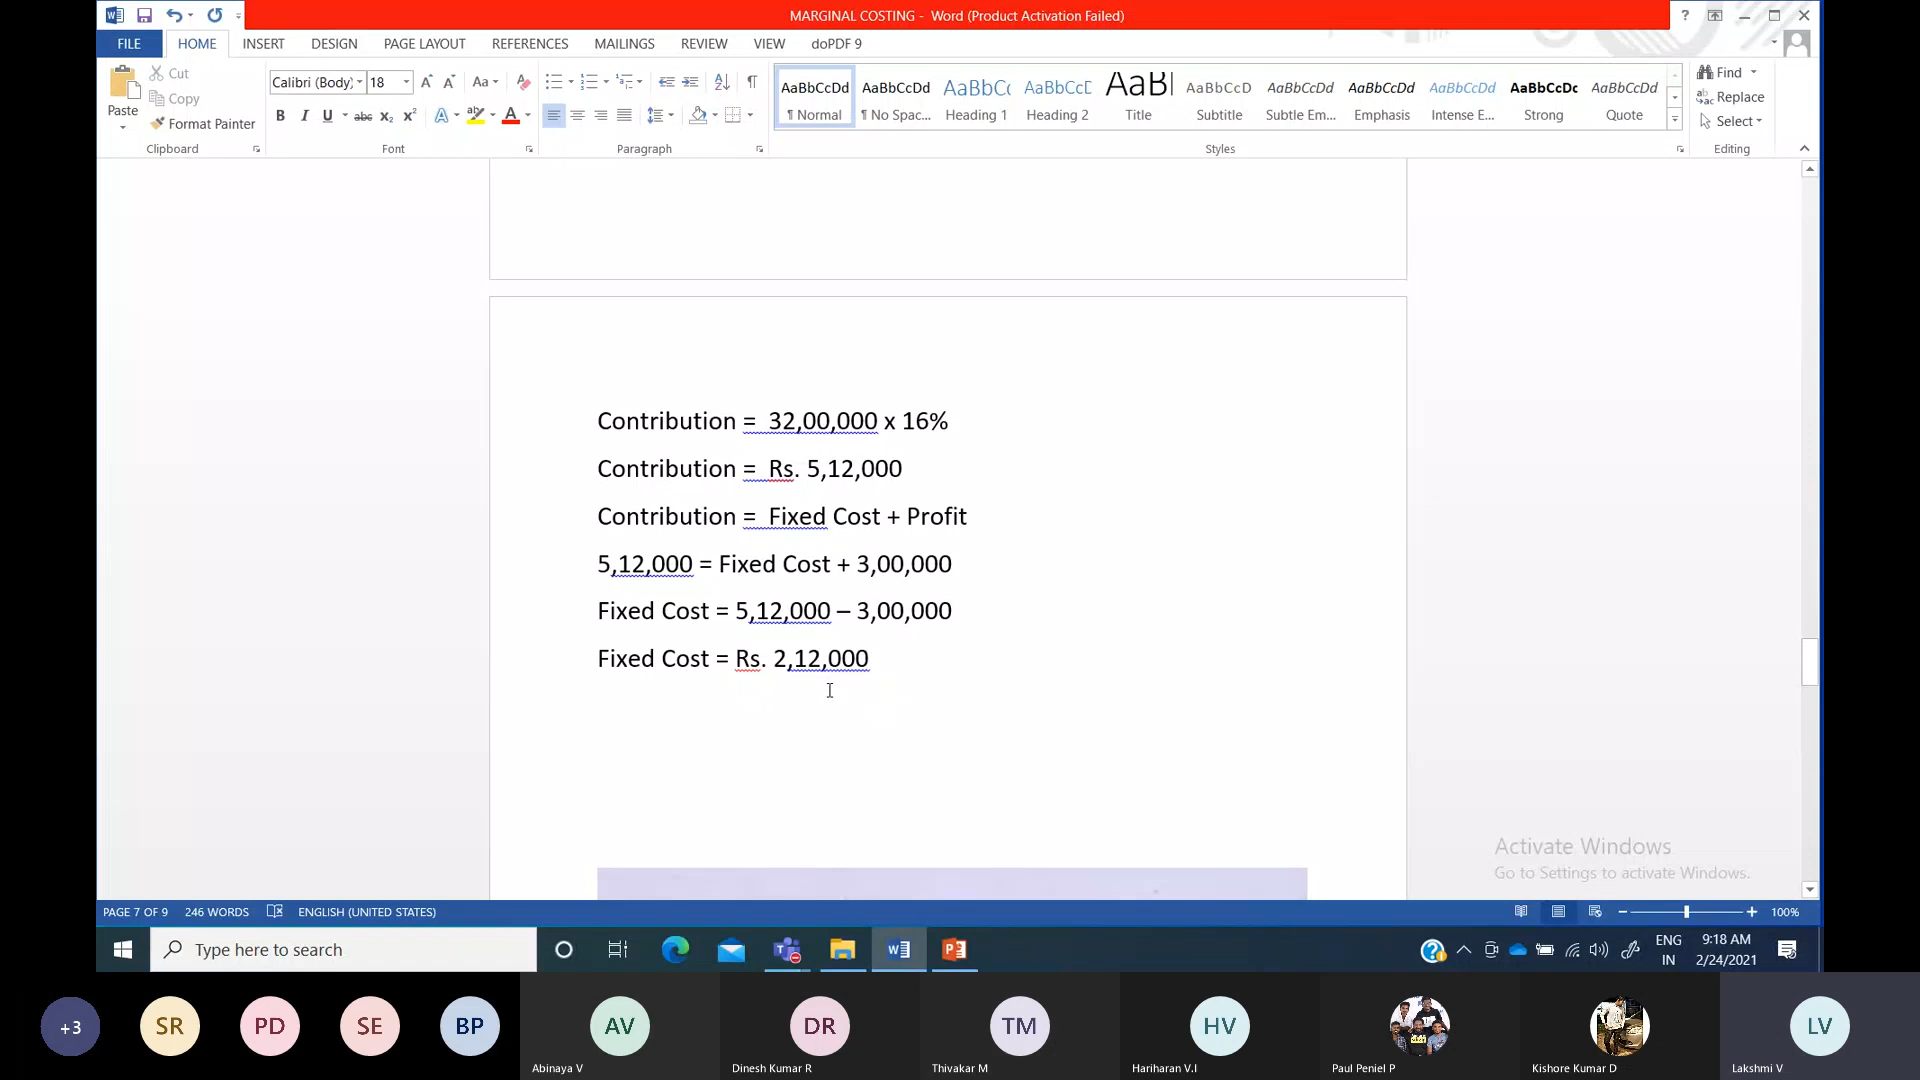 MARGINAL COSTING - Word (Product Activation Failed)
?
FILE HOME INSERT DESIGN PAGE LAYOUT REFERENCES MAILINGS REVIEW VIEW doPDF 9
Paste
Cut
Copy
Format Painter
Clipboard
Calibri (Body) 18
Font
Paragraph
AaBbCcDd AaBbCcDd AaBbCc AaBbCcD AaBl AaBbCcD AaBbCcDd AaBbCcDd AaBbCcDd AaBbCcDc AaBbCcDd
¶ Normal ¶ No Spac... Heading 1 Heading 2 Title Subtitle Subtle Em... Emphasis Intense E... Strong Quote
Styles
Find
Replace
Select
Editing
Contribution = 32,00,000 x 16%
Contribution = Rs. 5,12,000
Contribution = Fixed Cost + Profit
5,12,000 = Fixed Cost + 3,00,000
Fixed Cost = 5,12,000 – 3,00,000
Fixed Cost = Rs. 2,12,000
Activate Windows
Go to Settings to activate Windows.
PAGE 7 OF 9 246 WORDS ENGLISH (UNITED STATES) 100%
Type here to search
ENG
IN
9:18 AM
2/24/2021
+3 SR PD SE BP AV DR TM HV LV
Abinaya V Dinesh Kumar R Thivakar M Hariharan V.I Paul Peniel P Kishore Kumar D Lakshmi V